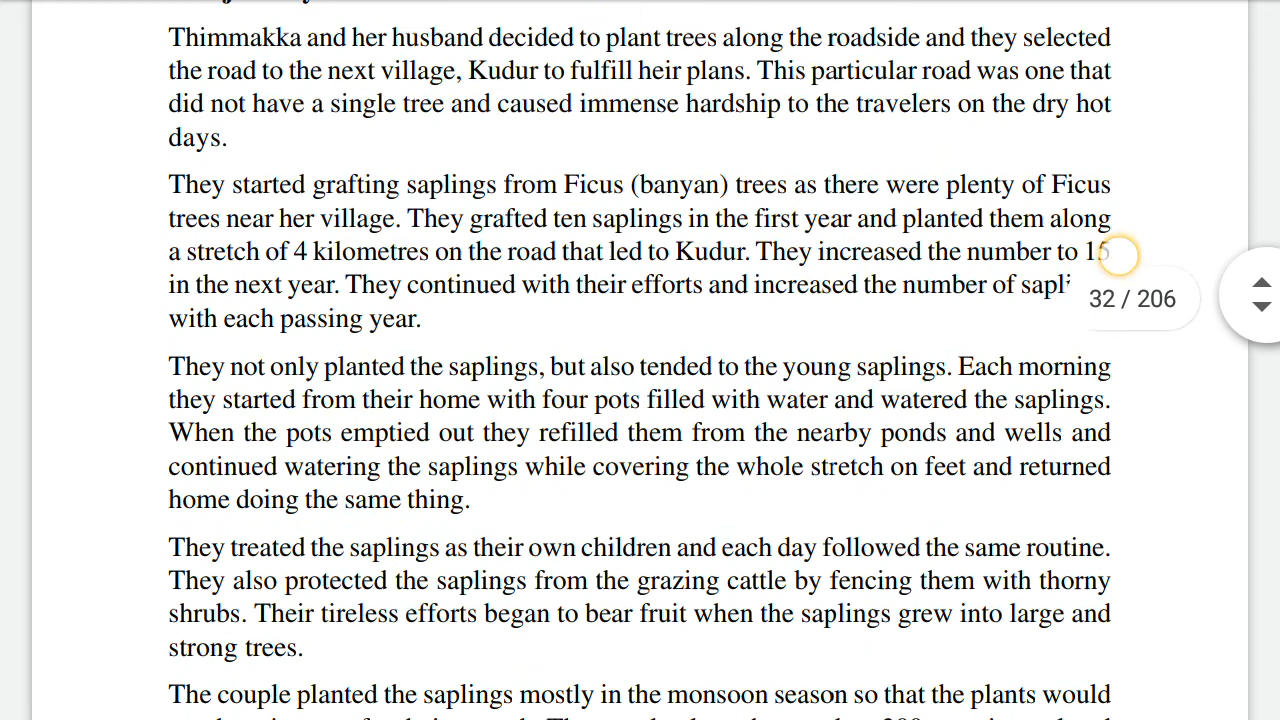 Thimmakka and her husband decided to plant trees along the roadside and they selected
the road to the next village, Kudur to fulfill heir plans. This particular road was one that
did not have a single tree and caused immense hardship to the travelers on the dry hot
days.
They started grafting saplings from Ficus (banyan) trees as there were plenty of Ficus
trees near her village. They grafted ten saplings in the first year and planted them along
a stretch of 4 kilometres on the road that led to Kudur. They increased the number to 15
in the next year. They continued with their efforts and increased the number of
32 / 206
with each passing year.
They not only planted the saplings, but also tended to the young saplings. Each morning
they started from their home with four pots filled with water and watered the saplings.
When the pots emptied out they refilled them from the nearby ponds and wells and
continued watering the saplings while covering the whole stretch on feet and returned
home doing the same thing.
They treated the saplings as their own children and each day followed the same routine.
They also protected the saplings from the grazing cattle by fencing them with thorny
shrubs. Their tireless efforts began to bear fruit when the saplings grew into large and
strong trees.
The couple planted the saplings mostly in the monsoon season so that the plants would